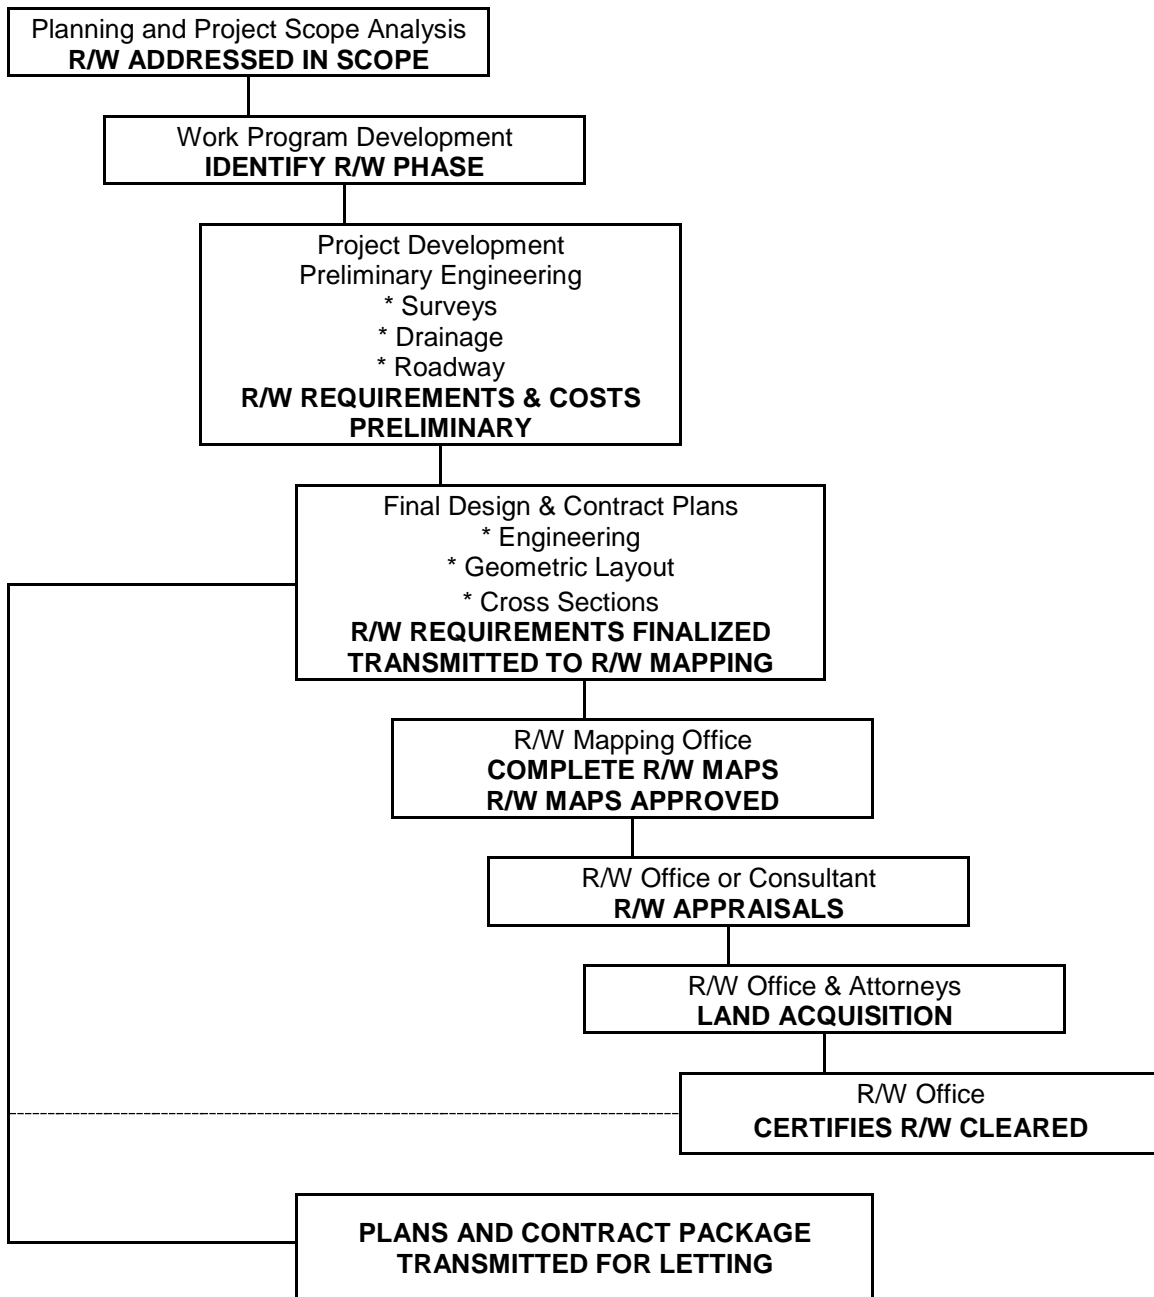 Planning and Project Scope Analysis
R/W ADDRESSED IN SCOPE
Work Program Development
IDENTIFY R/W PHASE
Project Development
Preliminary Engineering
* Surveys
* Drainage
* Roadway
R/W REQUIREMENTS & COSTS
PRELIMINARY
Final Design & Contract Plans
* Engineering
* Geometric Layout
* Cross Sections
R/W REQUIREMENTS FINALIZED
TRANSMITTED TO R/W MAPPING
R/W Mapping Office
COMPLETE R/W MAPS
R/W MAPS APPROVED
R/W Office or Consultant
R/W APPRAISALS
R/W Office & Attorneys
LAND ACQUISITION
R/W Office
CERTIFIES R/W CLEARED
PLANS AND CONTRACT PACKAGE
TRANSMITTED FOR LETTING